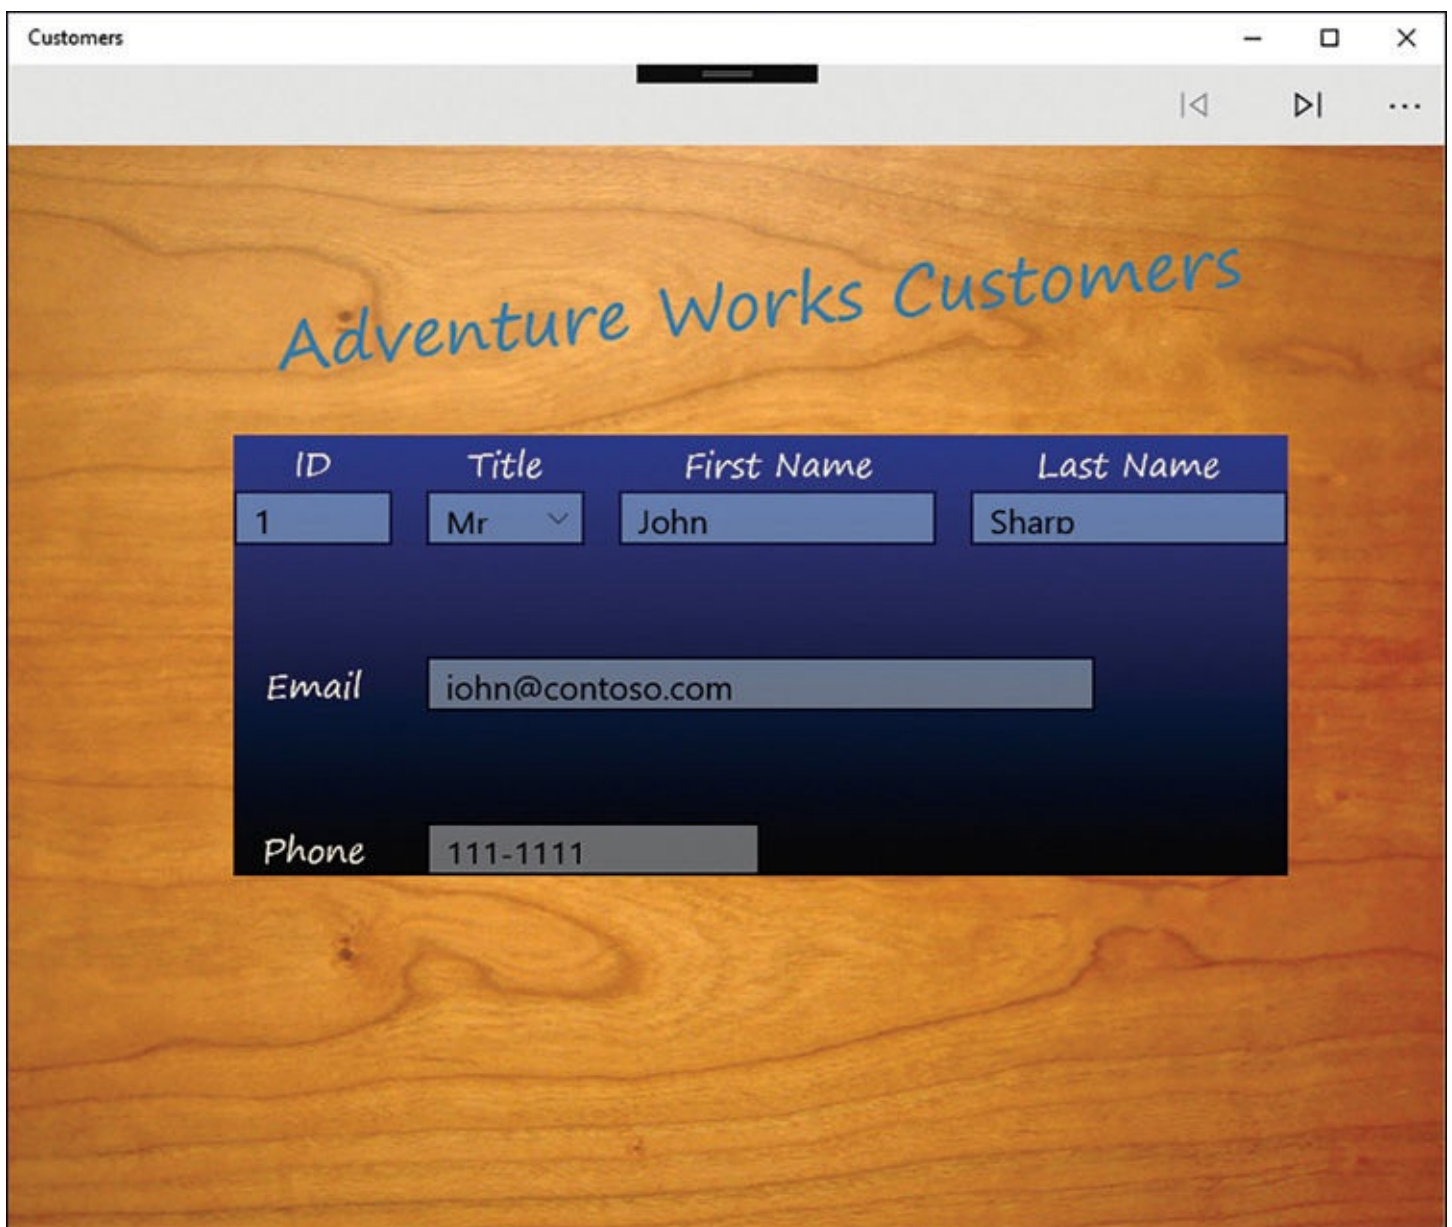 Customers
Adventure Works Customers
ID Title First Name Last Name
1 Mr John Sharp
Email john@contoso.com
Phone 111-1111